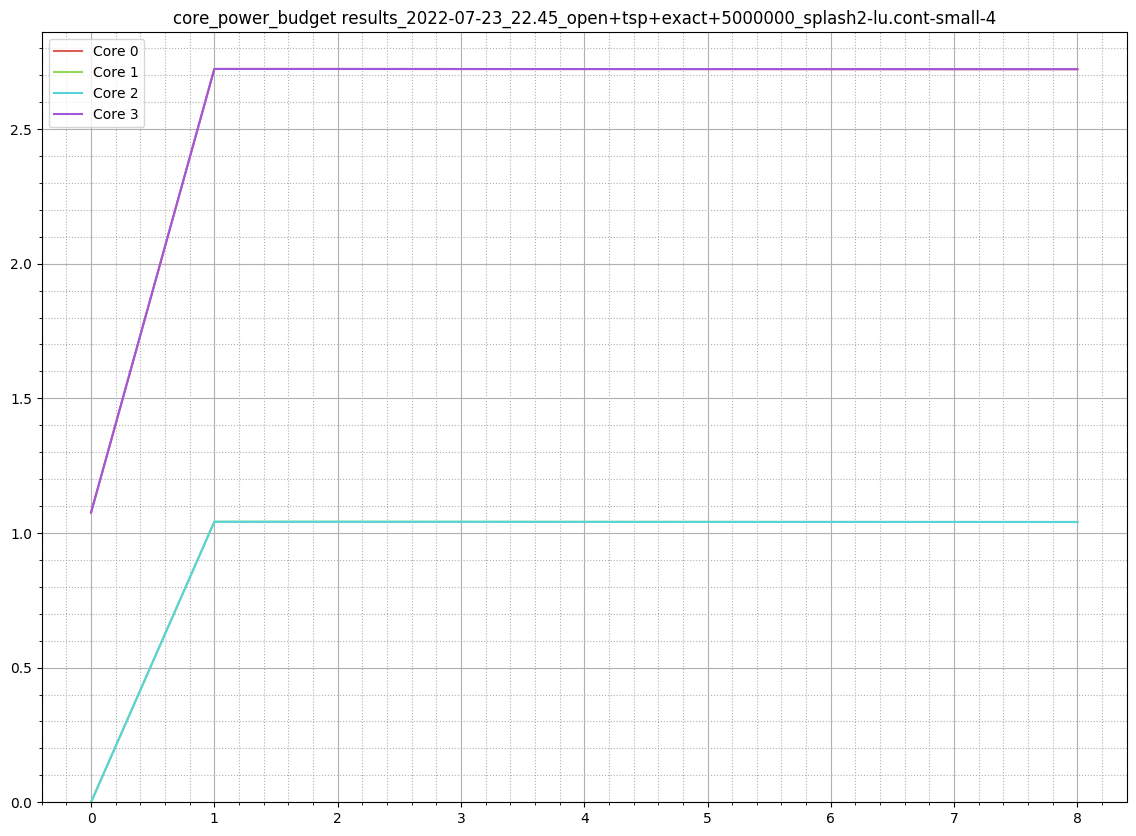 core_power_budget results_2022-07-23_22.45_open+tsp+exact+5000000_splash2-lu.cont-small-4
Core 0
Core 1
Core 2
Core 3
2.5
2.0
1.5
1.0
0.5
0.0
0 1 2 3 4 5 6 7 8